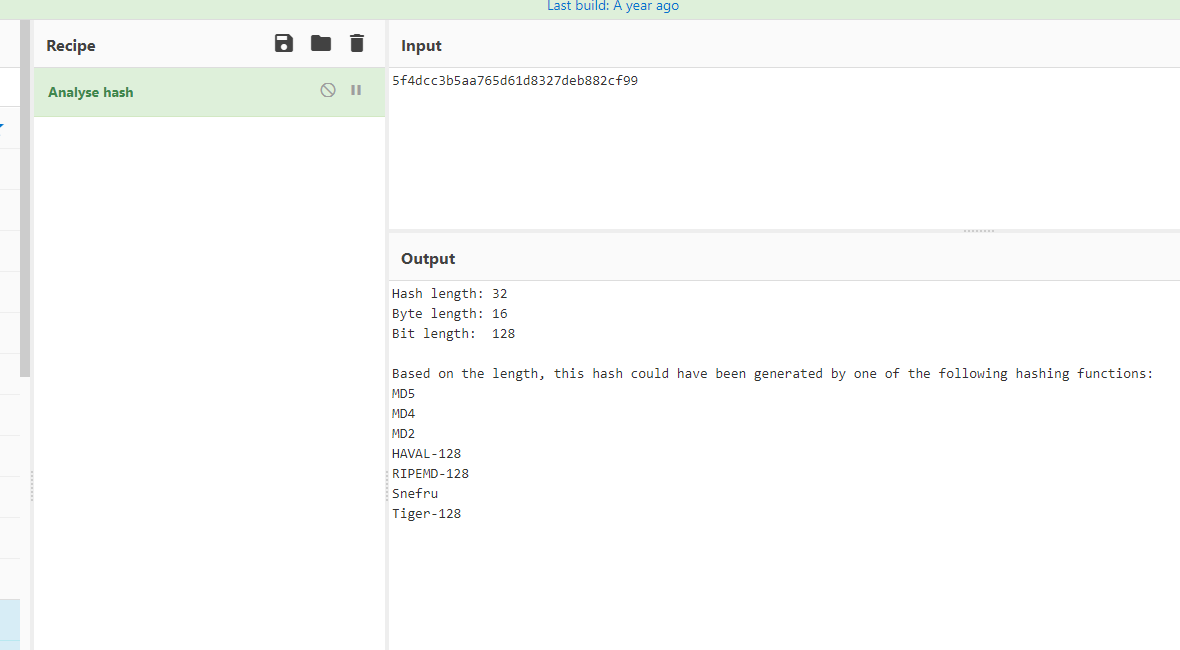 Last build: A year ago
Recipe
Input
Analyse hash
5f4dcc3b5aa765d61d8327deb882cf99
Output
Hash length: 32
Byte length: 16
Bit length:  128
Based on the length, this hash could have been generated by one of the following hashing functions:
MD5
MD4
MD2
HAVAL-128
RIPEMD-128
Snefru
Tiger-128